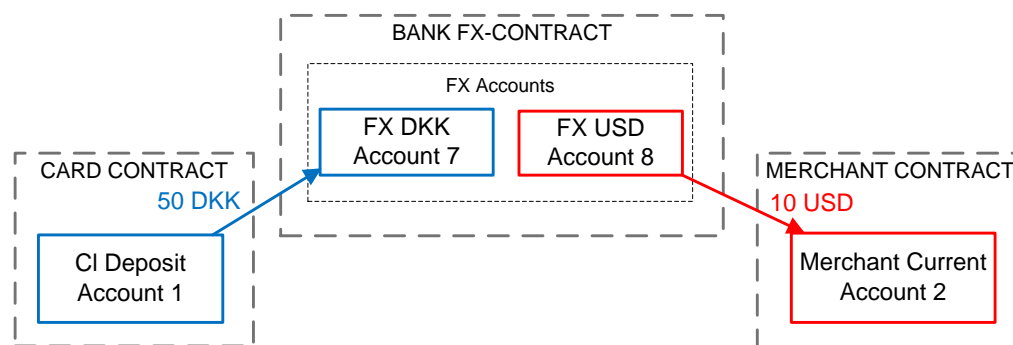 BANK FX-CONTRACT
FX Accounts
FX DKK
Account 7
FX USD
Account 8
CARD CONTRACT
50 DKK
CI Deposit
Account 1
MERCHANT CONTRACT
10 USD
Merchant Current
Account 2